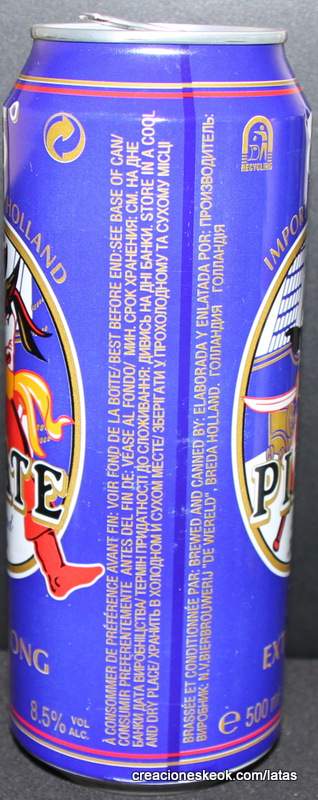 HOLLAND
TE
ONG
8.5% VOL
ALC.
À CONSOMMER DE PRÉFÉRENCE AVANT FIN: VOIR FOND DE LA BOITE/ BEST BEFORE END:SEE BASE OF CAN/
CONSUMIR PREFERENTEMENTE ANTES DEL FIN DE: VÉASE AL FONDO/ МИН. СРОК ХРАНЕНИЯ: СМ. НА ДНЕ
БАНКИ ДАТА ВИРОБНИЦТВА/ ТЕРМІН ПРИДАТНОСТІ ДО СПОЖИВАННЯ: ДИВИСЬ НА ДНІ БАНКИ. STORE IN A COOL
AND DRY PLACE/ ХРАНИТЬ В ХОЛОДНОМ И СУХОМ МЕСТЕ/ ЗБЕРІГАТИ У ПРОХОЛОДНОМУ ТА СУХОМУ МІСЦІ
BRASSÉE ET CONDITIONNÉE PAR: BREWED AND CANNED BY: ELABORADA Y ENLATADA POR: ПРОИЗВОДИТЕЛЬ:
ВИРОБНИК: N.V.BIERBROUWERIJ "DE WERELD", BREDA HOLLAND. ГОЛЛАНДИЯ ГОЛЛАНДІЯ
RECYCLING
IMPOR
PI
EXT
e 500 m
creacioneskeok.com/latas